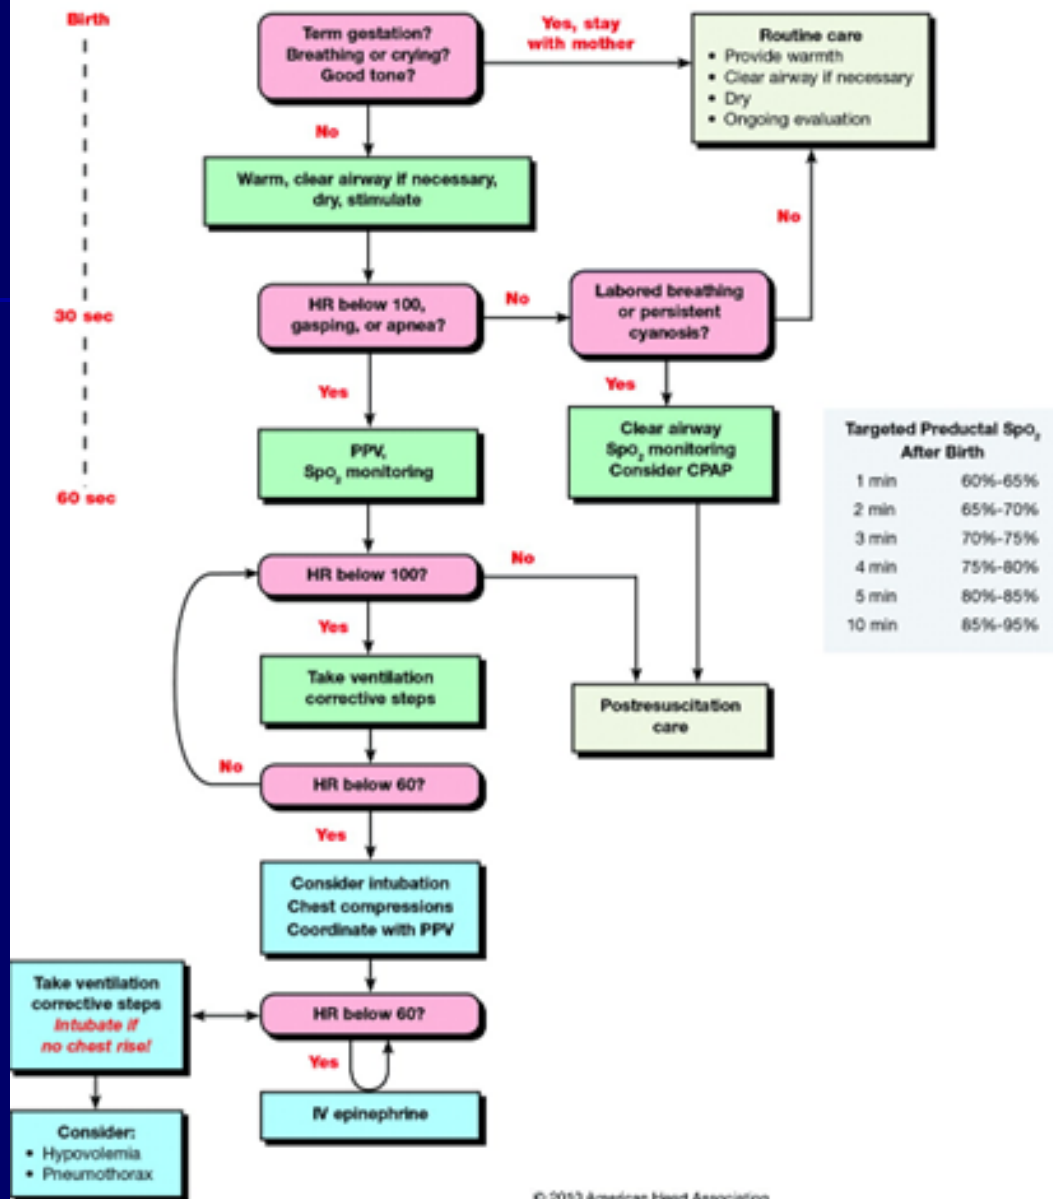 Birth
Term gestation?
Breathing or crying?
Good tone?
Yes, stay
with mother
Routine care
• Provide warmth
• Clear airway if necessary
• Dry
• Ongoing evaluation
No
Warm, clear airway if necessary,
dry, stimulate
No
30 sec
HR below 100,
gasping, or apnea?
No
Labored breathing
or persistent
cyanosis?
Yes
Yes
PPV,
SpO₂ monitoring
Clear airway
SpO₂ monitoring
Consider CPAP
60 sec
Targeted Preductal SpO₂
After Birth
1 min 60%-65%
2 min 65%-70%
3 min 70%-75%
4 min 75%-80%
5 min 80%-85%
10 min 85%-95%
HR below 100?
No
Yes
Take ventilation
corrective steps
Postresuscitation
care
No
HR below 60?
Yes
Consider intubation
Chest compressions
Coordinate with PPV
Take ventilation
corrective steps
Intubate if
no chest rise!
HR below 60?
Yes
IV epinephrine
Consider:
• Hypovolemia
• Pneumothorax
© 2010 American Heart Association